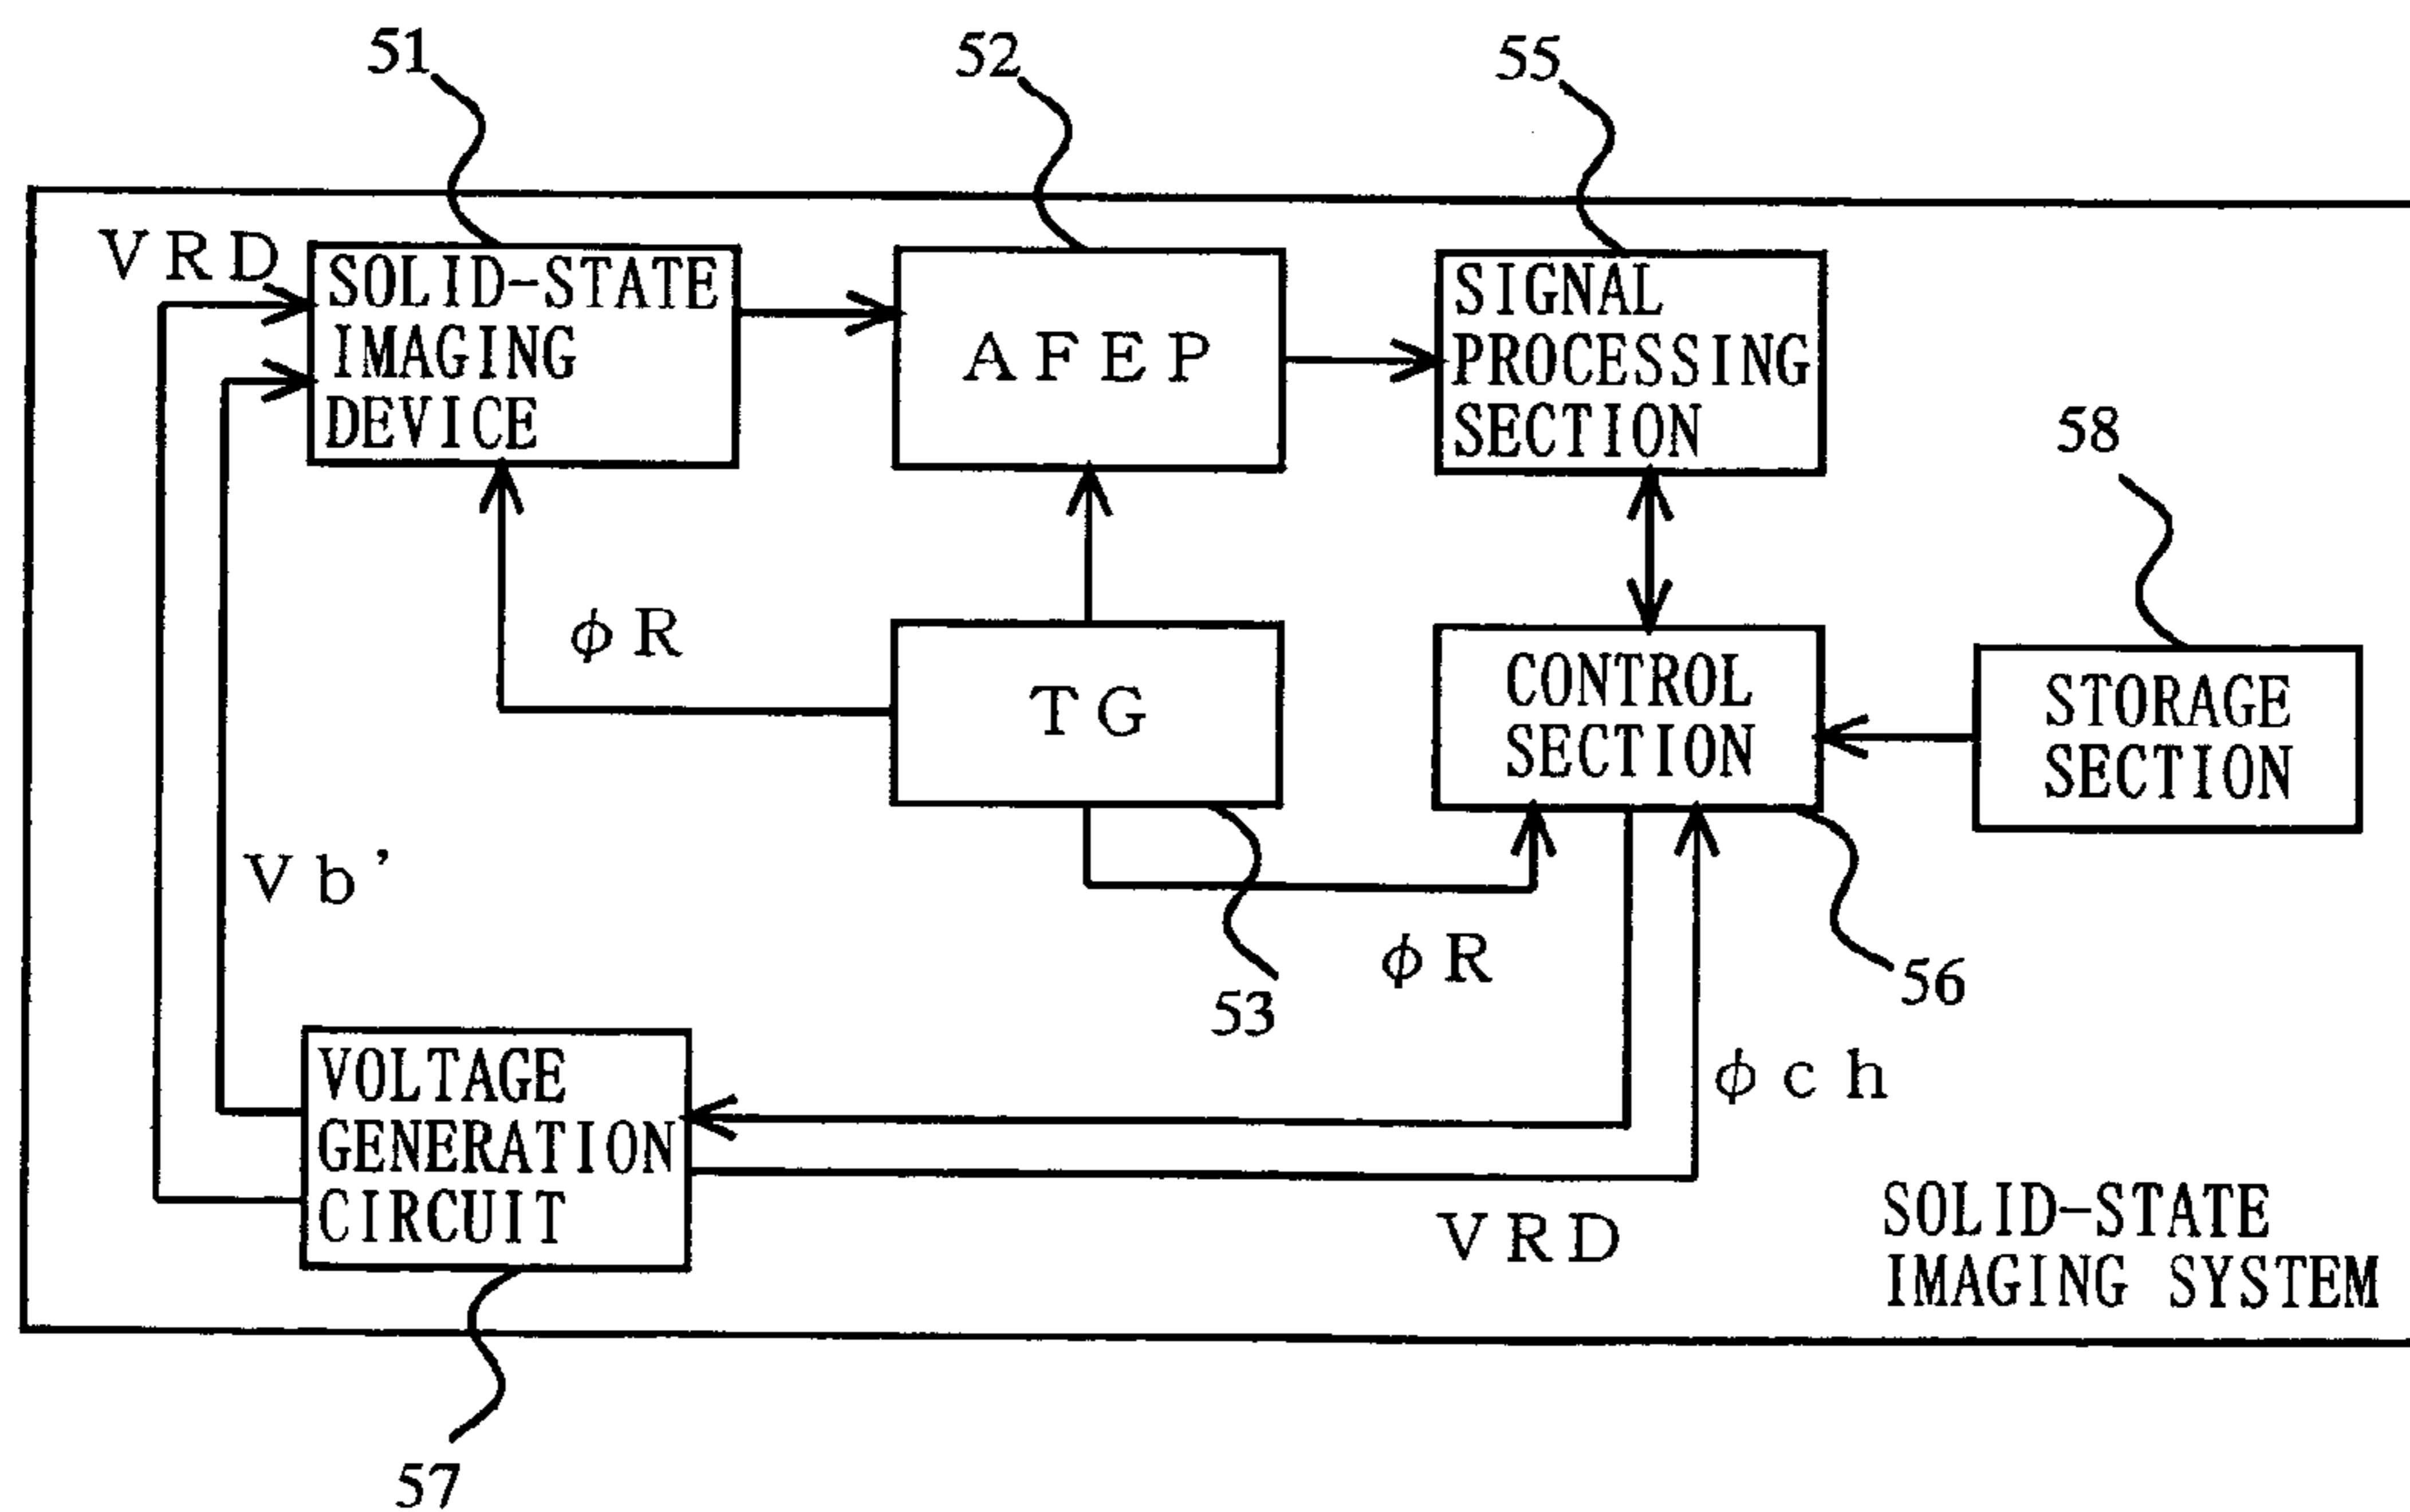 51
52
55
VRD
SOLID-STATE
IMAGING
DEVICE
AFEP
SIGNAL
PROCESSING
SECTION
58
φR
TG
CONTROL
SECTION
STORAGE
SECTION
Vb'
φR
53
56
VOLTAGE
GENERATION
CIRCUIT
φch
VRD
SOLID-STATE
IMAGING SYSTEM
57